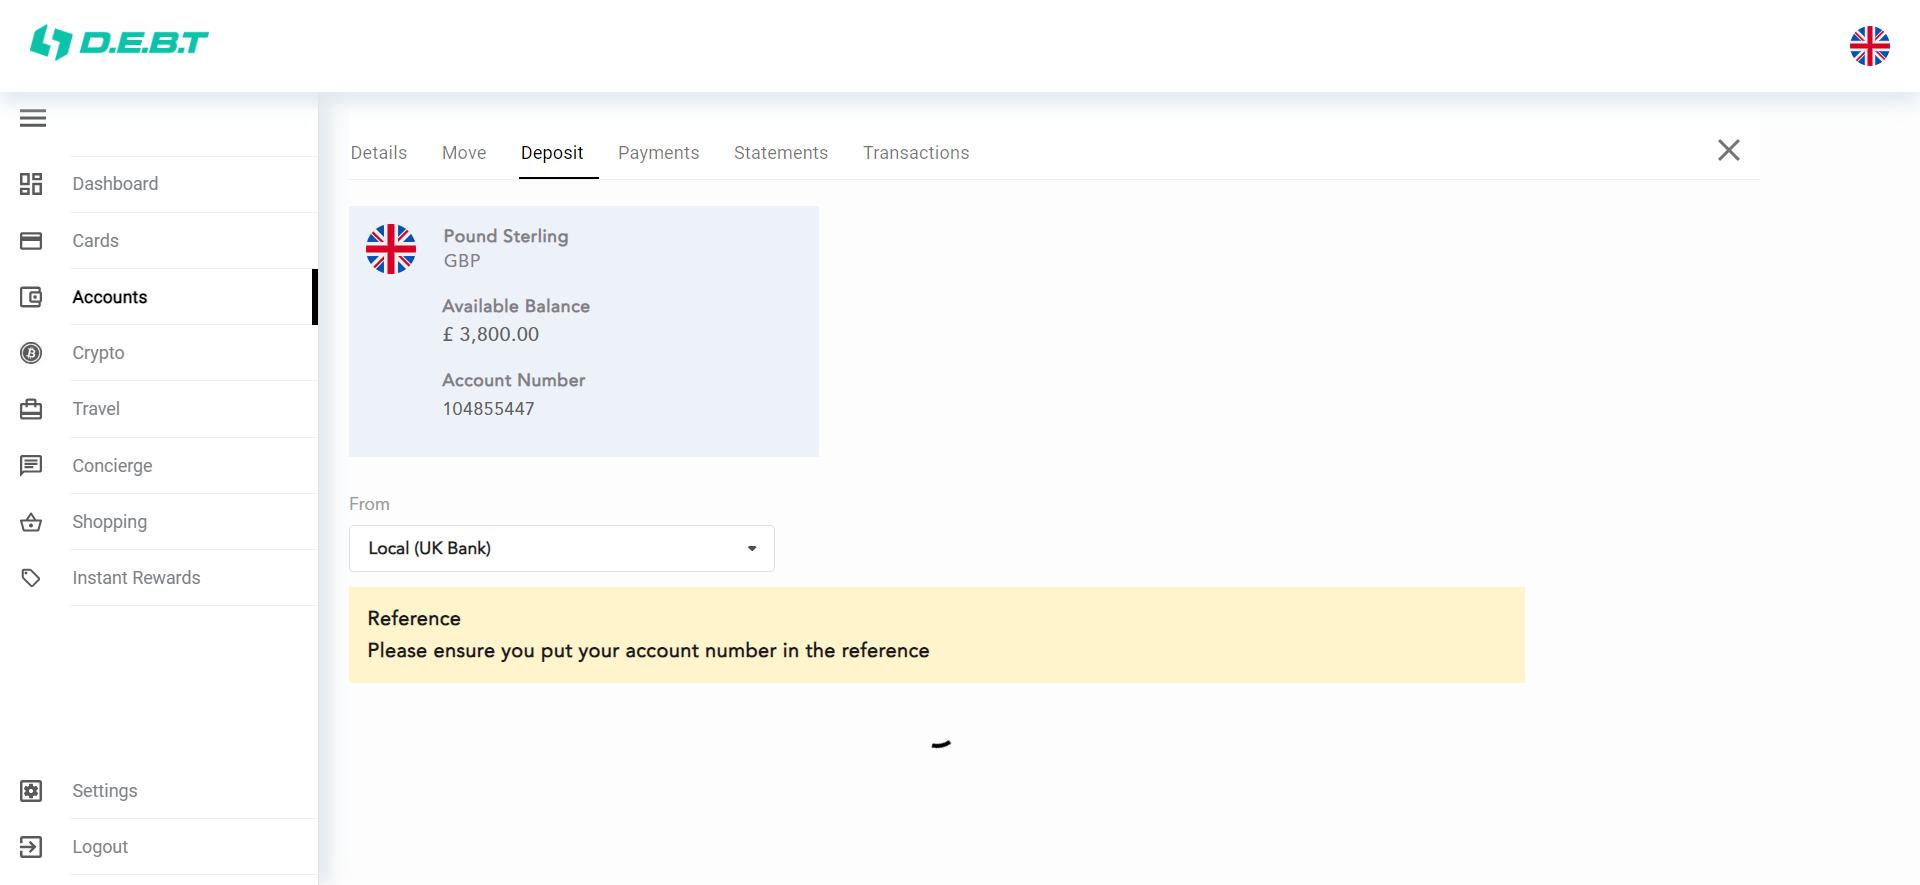 D.E.B.T
Dashboard
Cards
Accounts
Crypto
Travel
Concierge
Shopping
Instant Rewards
Settings
Logout
Details Move Deposit Payments Statements Transactions
Pound Sterling
GBP
Available Balance
£ 3,800.00
Account Number
104855447
From
Local (UK Bank)
Reference
Please ensure you put your account number in the reference